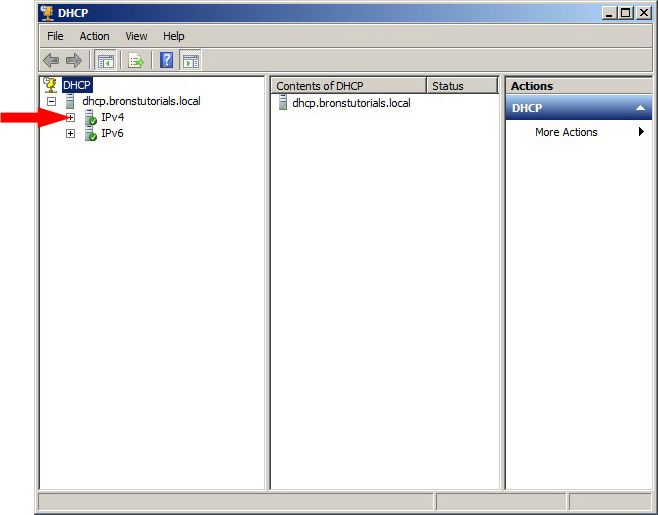 DHCP
File Action View Help
DHCP
dhcp.bronstutorials.local
IPv4
IPv6
Contents of DHCP Status
dhcp.bronstutorials.local
Actions
DHCP
More Actions